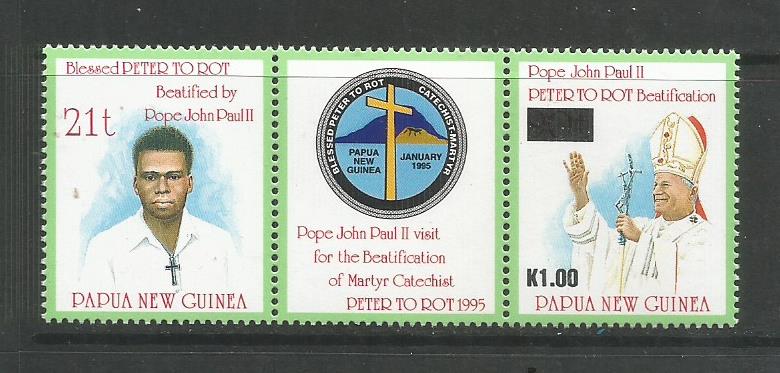 Blessed PETER TO ROT
Beatified by
Pope John Paul II
21t
PAPUA NEW GUINEA
BLESSED PETER TO ROT
CATECHIST-MARTYR
PAPUA
NEW
GUINEA
JANUARY
1995
Pope John Paul II visit
for the Beatification
of Martyr Catechist
PETER TO ROT 1995
Pope John Paul II
PETER TO ROT Beatification
K1.00
PAPUA NEW GUINEA